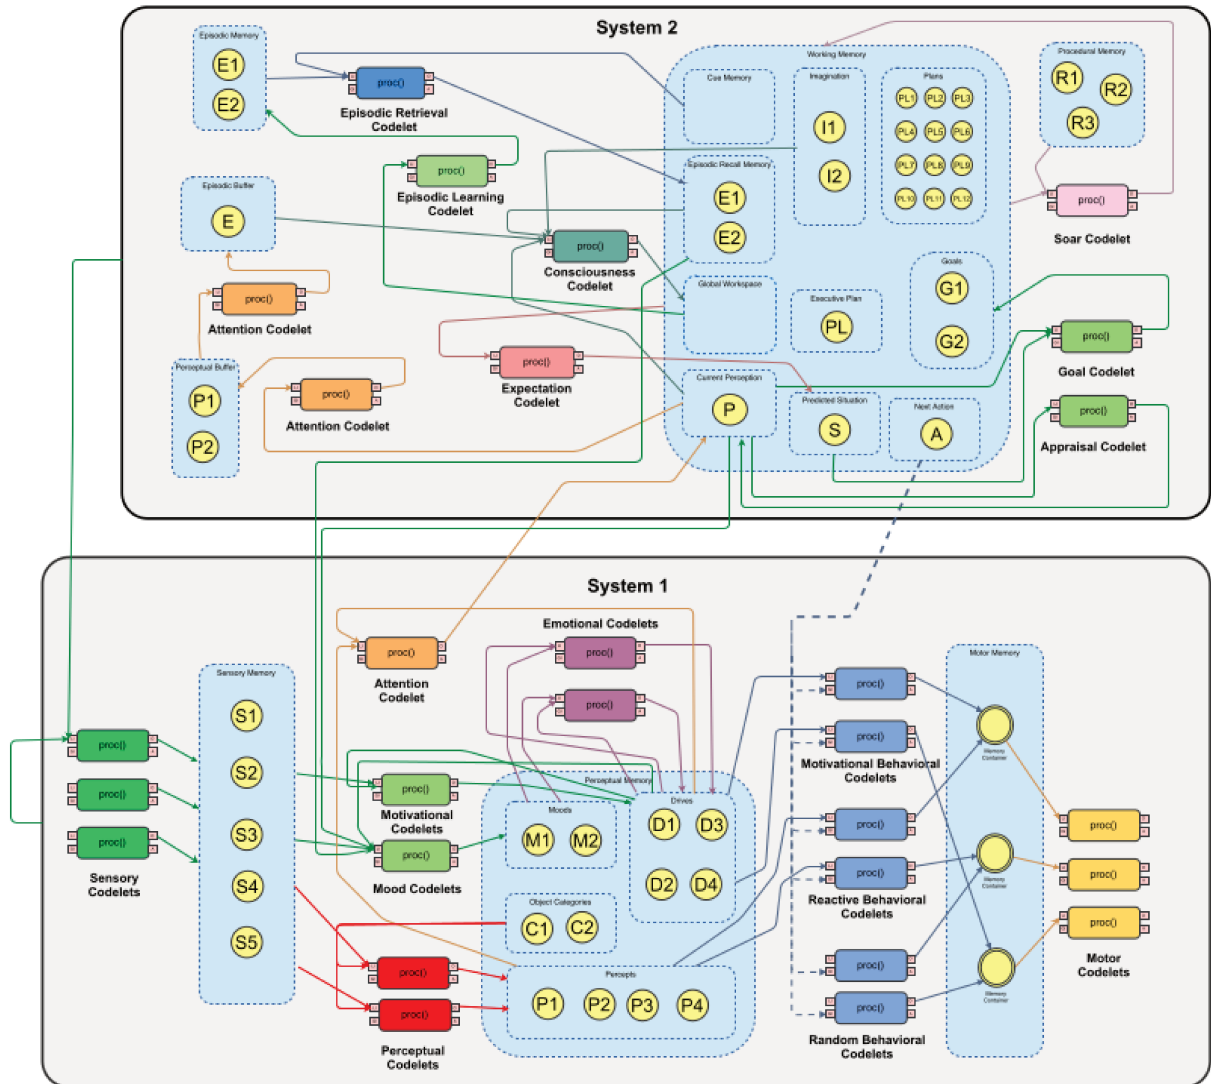 System 2
Episodic Memory
E1
E2
proc()
Episodic Retrieval
Codelet
proc()
Episodic Learning
Codelet
Episodic Buffer
E
proc()
Attention Codelet
Perceptual Buffer
P1
P2
proc()
Attention Codelet
proc()
Consciousness
Codelet
proc()
Expectation
Codelet
Working Memory
Cue Memory
Imagination
I1
I2
Plans
PL1
PL2
PL3
PL4
PL5
PL6
PL7
PL8
PL9
PL10
PL11
PL12
Episodic Recall Memory
E1
E2
Global Workspace
Executive Plan
PL
Goals
G1
G2
Current Perception
P
Predicted Situation
S
Next Action
A
Procedural Memory
R1
R2
R3
proc()
Soar Codelet
proc()
Goal Codelet
proc()
Appraisal Codelet
System 1
proc()
proc()
proc()
Sensory
Codelets
Sensory Memory
S1
S2
S3
S4
S5
proc()
Attention
Codelet
Emotional Codelets
proc()
proc()
proc()
Motivational
Codelets
proc()
Mood Codelets
proc()
proc()
Perceptual
Codelets
Perceptual Memory
Moods
M1
M2
Drives
D1
D3
D2
D4
Object Categories
C1
C2
Percepts
P1
P2
P3
P4
proc()
proc()
Motivational Behavioral
Codelets
proc()
proc()
Reactive Behavioral
Codelets
proc()
proc()
Random Behavioral
Codelets
Motor Memory
Memory
Container
Memory
Container
Memory
Container
proc()
proc()
proc()
Motor
Codelets